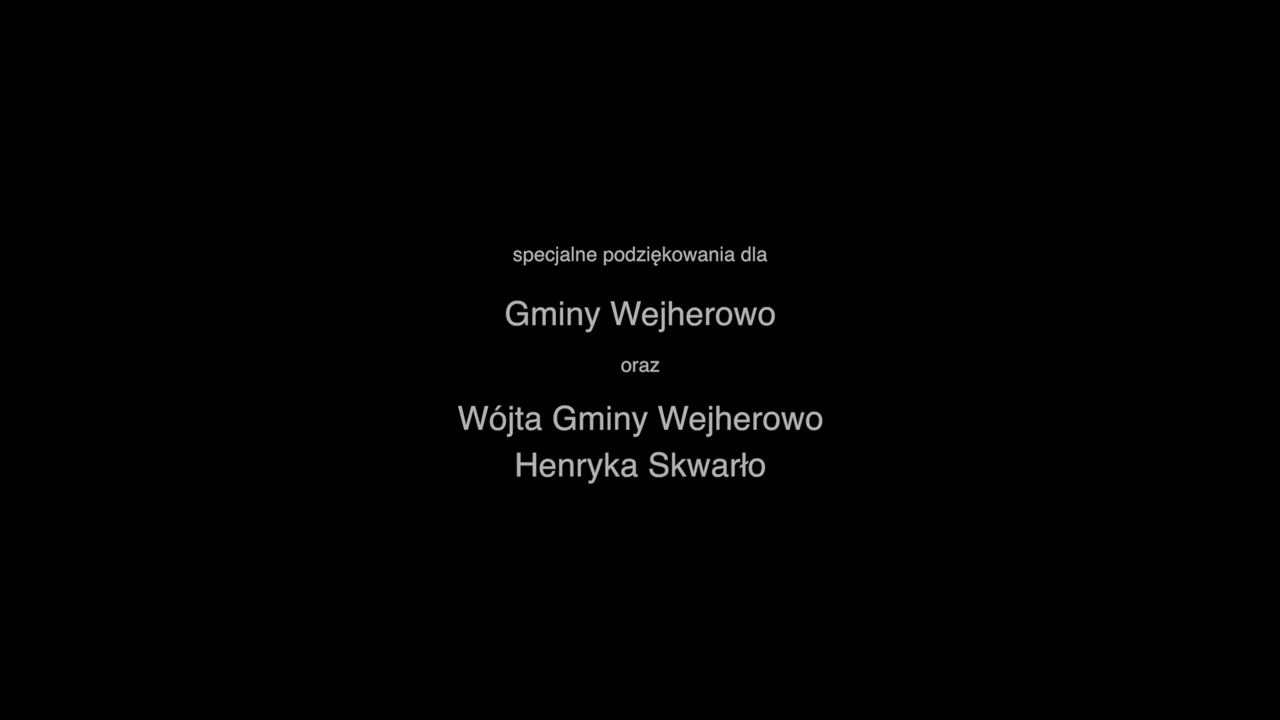 specjalne podziękowania dla
Gminy Wejherowo
oraz
Wójta Gminy Wejherowo
Henryka Skwarło